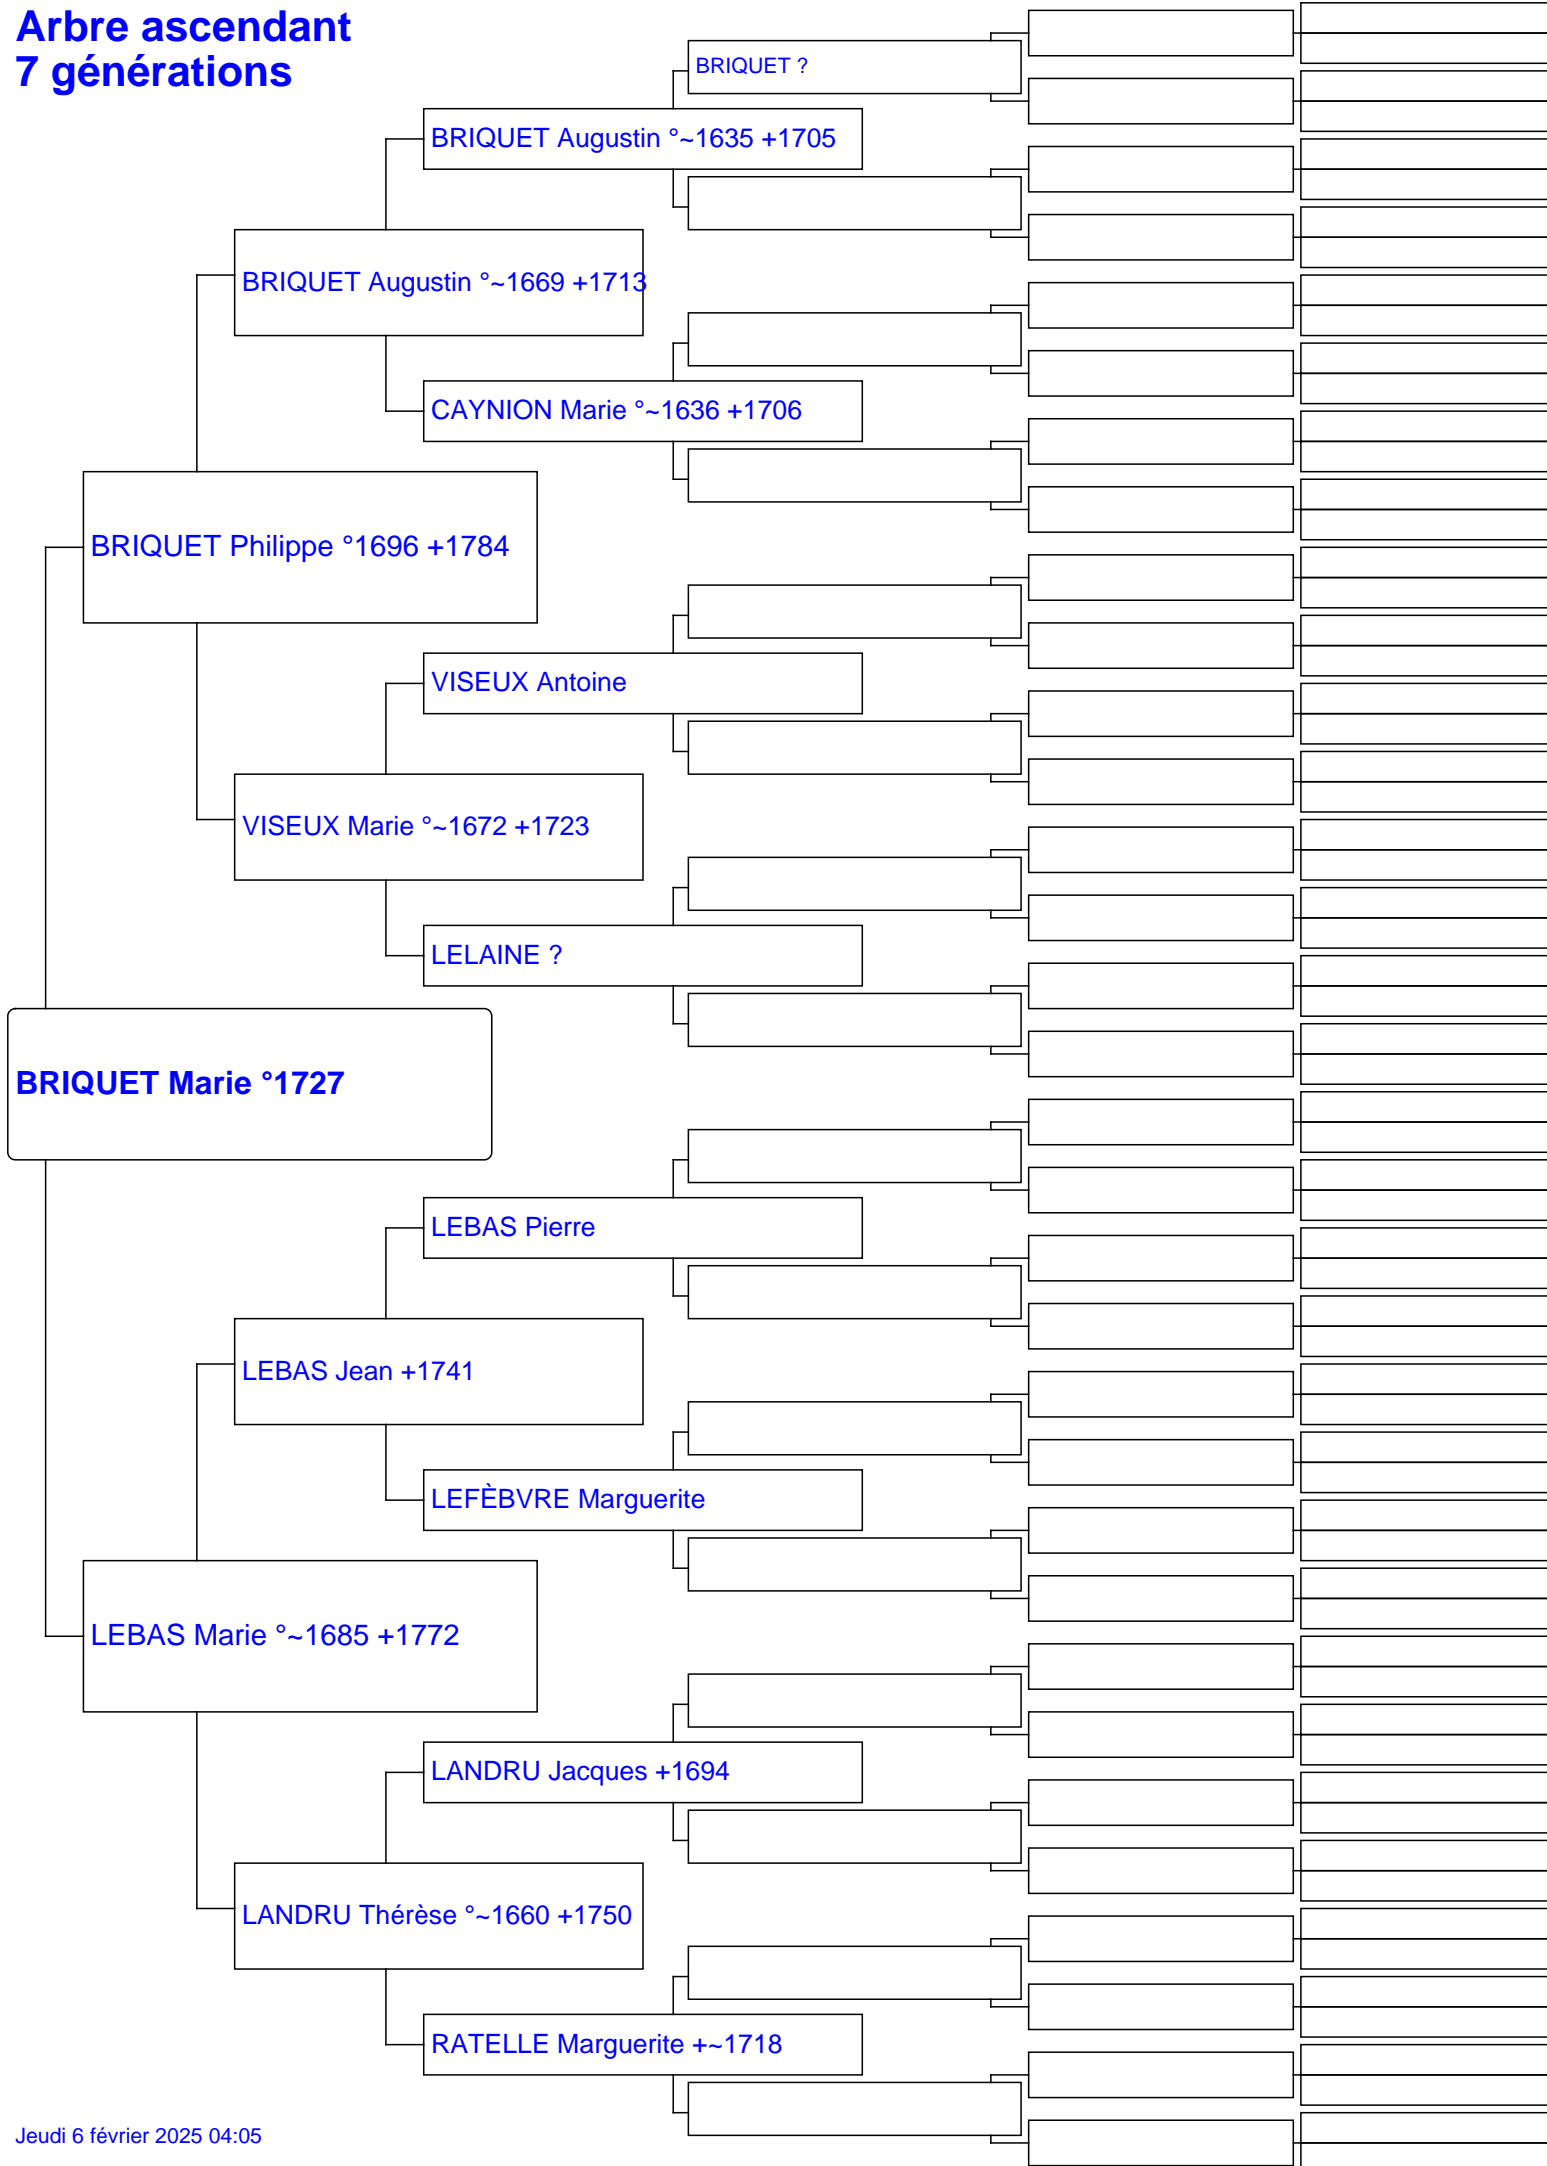 Arbre ascendant
7 générations
BRIQUET ?
BRIQUET Augustin °~1635 +1705
BRIQUET Augustin °~1669 +1713
CAYNION Marie °~1636 +1706
BRIQUET Philippe °1696 +1784
VISEUX Antoine
VISEUX Marie °~1672 +1723
LELAINE ?
BRIQUET Marie °1727
LEBAS Pierre
LEBAS Jean +1741
LEFÈBVRE Marguerite
LEBAS Marie °~1685 +1772
LANDRU Jacques +1694
LANDRU Thérèse °~1660 +1750
RATELLE Marguerite +~1718
Jeudi 6 février 2025 04:05